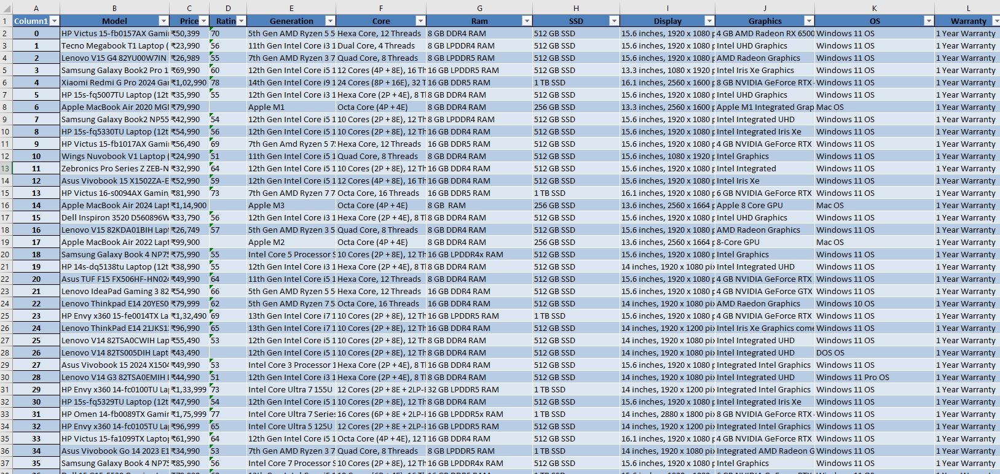 A B C D E F G H I J K L
1 Column1 Model Price Ratin Generation Core Ram SSD Display Graphics OS Warranty
2 0 HP Victus 15-fb0157AX Gami ₹50,399 70 5th Gen AMD Ryzen 5 5 Hexa Core, 12 Threads 8 GB DDR4 RAM 512 GB SSD 15.6 inches, 1920 x 1080 p 4 GB AMD Radeon RX 6500 Windows 11 OS 1 Year Warranty
3 1 Tecno Megabook T1 Laptop ( ₹23,990 56 11th Gen Intel Core i3 1 Dual Core, 4 Threads 8 GB LPDDR4 RAM 512 GB SSD 15.6 inches, 1920 x 1080 p Intel UHD Graphics Windows 11 OS 1 Year Warranty
4 2 Lenovo V15 G4 82YU00W7IN ₹26,989 55 7th Gen AMD Ryzen 3 7 Quad Core, 8 Threads 8 GB LPDDR5 RAM 512 GB SSD 15.6 inches, 1920 x 1080 p AMD Radeon Graphics Windows 11 OS 1 Year Warranty
5 3 Samsung Galaxy Book2 Pro 1 ₹69,990 60 12th Gen Intel Core i5 1 12 Cores (4P + 8E), 16 Th 16 GB LPDDR5 RAM 512 GB SSD 13.3 inches, 1080 x 1920 p Intel Iris Xe Graphics Windows 11 OS 1 Year Warranty
6 4 Xiaomi Redmi G Pro 2024 Gar ₹1,02,990 78 14th Gen Intel Core i9 1 24 Cores (8P + 16E), 32 T 16 GB DDR5 RAM 1 TB SSD 16.1 inches, 2560 x 1600 p 8 GB NVIDIA GeForce RTX Windows 11 OS 1 Year Warranty
7 5 HP 15s-fq5007TU Laptop (12t ₹35,990 55 12th Gen Intel Core i3 1 Hexa Core (2P + 4E), 8 Tl 8 GB DDR4 RAM 512 GB SSD 15.6 inches, 1920 x 1080 p Intel UHD Graphics Windows 11 OS 1 Year Warranty
8 6 Apple MacBook Air 2020 MGI ₹79,990 Apple M1 Octa Core (4P + 4E) 8 GB DDR4 RAM 256 GB SSD 13.3 inches, 2560 x 1600 p Apple M1 Integrated Grap Mac OS 1 Year Warranty
9 7 Samsung Galaxy Book2 NP55 ₹42,990 54 12th Gen Intel Core i5 1 10 Cores (2P + 8E), 12 Th 8 GB LPDDR4 RAM 512 GB SSD 15.6 inches, 1920 x 1080 p Intel Integrated UHD Windows 11 OS 1 Year Warranty
10 8 HP 15s-fq5330TU Laptop (12t ₹54,990 56 12th Gen Intel Core i5 1 10 Cores (2P + 8E), 12 Th 16 GB DDR4 RAM 512 GB SSD 15.6 inches, 1920 x 1080 p Intel Integrated Iris Xe Windows 11 OS 1 Year Warranty
11 9 HP Victus 15-fb1017AX Gami ₹56,490 69 7th Gen Amd Ryzen 5 75 Hexa Core, 12 Threads 16 GB DDR4 RAM 512 GB SSD 15.6 inches, 1920 x 1080 p 4 GB NVIDIA GeForce RTX Windows 11 OS 1 Year Warranty
12 10 Wings Nuvobook V1 Laptop ( ₹24,990 51 11th Gen Intel Core i5 1 Quad Core, 8 Threads 8 GB DDR4 RAM 512 GB SSD 15.6 inches, 1080 x 1920 p Intel Graphics Windows 11 OS 1 Year Warranty
13 11 Zebronics Pro Series Z ZEB-N ₹32,990 64 12th Gen Intel Core i5 1 10 Cores (2P + 8E), 12 Th 16 GB DDR4 RAM 512 GB SSD 15.6 inches, 1920 x 1080 p Intel Integrated Windows 11 OS 1 Year Warranty
14 12 Asus Vivobook 15 X1502ZA-E ₹52,990 59 12th Gen Intel Core i5 1 12 Cores (4P + 8E), 16 Th 16 GB DDR4 RAM 512 GB SSD 15.6 inches, 1920 x 1080 p Intel Iris Xe Windows 11 OS 1 Year Warranty
15 13 HP Victus 16-s0094AX Gaming ₹81,990 73 7th Gen AMD Ryzen 7 7 Octa Core, 16 Threads 16 GB DDR5 RAM 1 TB SSD 16.1 inches, 1920 x 1080 p 6 GB NVIDIA GeForce RTX Windows 11 OS 1 Year Warranty
16 14 Apple MacBook Air 2024 Lapt ₹1,14,900 Apple M3 Octa Core (4P + 4E) 8 GB RAM 256 GB SSD 13.6 inches, 2560 x 1664 p Apple 8 Core GPU Mac OS 1 Year Warranty
17 15 Dell Inspiron 3520 D560896W ₹33,790 56 12th Gen Intel Core i3 1 Hexa Core (2P + 4E), 8 Tl 8 GB DDR4 RAM 512 GB SSD 15.6 inches, 1920 x 1080 p Intel UHD Graphics Windows 11 OS 1 Year Warranty
18 16 Lenovo V15 82KDA01BIH Lapt ₹26,749 57 5th Gen AMD Ryzen 3 5 Quad Core, 8 Threads 8 GB DDR4 RAM 512 GB SSD 15.6 inches, 1920 x 1080 p AMD Radeon Graphics Windows 11 OS 1 Year Warranty
19 17 Apple MacBook Air 2022 Lapt ₹99,900 Apple M2 Octa Core (4P + 4E) 8 GB DDR4 RAM 256 GB SSD 13.6 inches, 2560 x 1664 p 8-Core GPU Mac OS 1 Year Warranty
20 18 Samsung Galaxy Book 4 NP75 ₹75,990 55 Intel Core 5 Processor S 10 Cores (2P + 8E), 12 Th 16 GB LPDDR4x RAM 512 GB SSD 15.6 inches, 1920 x 1080 p Intel Graphics Windows 11 OS 1 Year Warranty
21 19 HP 14s-dq5138tu Laptop (12t ₹38,990 55 12th Gen Intel Core i3 1 Hexa Core (2P + 4E), 8 Tl 8 GB DDR4 RAM 512 GB SSD 14 inches, 1920 x 1080 pix Intel Integrated UHD Windows 11 OS 1 Year Warranty
22 20 Asus TUF F15 FX506HF-HN024 ₹49,990 64 11th Gen Intel Core i5 1 Hexa Core, 12 Threads 8 GB DDR4 RAM 512 GB SSD 15.6 inches, 1920 x 1080 p 4 GB NVIDIA GeForce RTX Windows 11 OS 1 Year Warranty
23 21 Lenovo IdeaPad Gaming 3 82 ₹54,990 66 5th Gen AMD Ryzen 5 5 Hexa Core, 12 Threads 16 GB DDR4 RAM 512 GB SSD 15.6 inches, 1920 x 1080 p 4 GB NVIDIA GeForce GTX Windows 11 OS 1 Year Warranty
24 22 Lenovo Thinkpad E14 20YES0 ₹79,999 62 5th Gen AMD Ryzen 7 5 Octa Core, 16 Threads 16 GB DDR4 RAM 512 GB SSD 14 inches, 1920 x 1080 pix AMD Raedon Graphics Windows 10 OS 1 Year Warranty
25 23 HP Envy x360 15-fe0014TX La ₹1,32,490 69 13th Gen Intel Core i7 1 10 Cores (2P + 8E), 12 Th 16 GB LPDDR5 RAM 1 TB SSD 15.6 inches, 1920 x 1080 p 4 GB NVIDIA GeForce RTX Windows 11 OS 1 Year Warranty
26 24 Lenovo ThinkPad E14 21JKS1 ₹96,990 65 13th Gen Intel Core i7 1 10 Cores (2P + 8E), 12 Th 16 GB DDR4 RAM 512 GB SSD 14 inches, 1920 x 1200 pix Intel Iris Xe Graphics come Windows 11 OS 1 Year Warranty
27 25 Lenovo V14 82TSA0CWIH Lap ₹55,490 53 12th Gen Intel Core i5 1 10 Cores (2P + 8E), 12 Th 8 GB DDR4 RAM 512 GB SSD 14 inches, 1920 x 1080 pix Intel Integrated UHD Windows 11 OS 1 Year Warranty
28 26 Lenovo V14 82TS005DIH Lapt ₹43,490 12th Gen Intel Core i5 1 10 Cores (2P + 8E), 12 Th 8 GB DDR4 RAM 512 GB SSD 14 inches, 1920 x 1080 pix Intel Integrated UHD DOS OS 1 Year Warranty
29 27 Asus Vivobook 15 2024 X1504 ₹49,990 53 Intel Core 3 Processor 1 Hexa Core (2P + 4E), 8 Tl 8 GB DDR4 RAM 512 GB SSD 15.6 inches, 1920 x 1080 p Integrated Intel Graphics Windows 11 OS 1 Year Warranty
30 28 Lenovo V14 G3 82TSA0EMIH ₹44,990 51 12th Gen Intel Core i3 1 Hexa Core (2P + 4E), 8 Tl 8 GB DDR4 RAM 512 GB SSD 14 inches, 1920 x 1080 pix Intel Integrated UHD Windows 11 Pro OS 1 Year Warranty
31 29 HP Envy x360 14-fc0100TU La ₹1,33,999 73 Intel Core Ultra 7 155U 12 Cores (2P + 8E + 2LP-E 32 GB LPDDR5 RAM 1 TB SSD 14 inches, 1920 x 1200 pix Integrated Intel Graphics Windows 11 OS 1 Year Warranty
32 30 HP 15s-fq5329TU Laptop (12t ₹47,990 54 12th Gen Intel Core i5 1 10 Cores (2P + 8E), 12 Th 8 GB DDR4 RAM 512 GB SSD 15.6 inches, 1920 x 1080 p Intel Integrated Iris Xe Windows 11 OS 1 Year Warranty
33 31 HP Omen 14-fb0089TX Gamir ₹1,75,999 77 Intel Core Ultra 7 Series 16 Cores (6P + 8E + 2LP-E 16 GB LPDDR5x RAM 1 TB SSD 14 inches, 2880 x 1800 pix 8 GB NVIDIA GeForce RTX Windows 11 OS 1 Year Warranty
34 32 HP Envy x360 14-fc0105TU La ₹96,999 65 Intel Core Ultra 5 125U 12 Cores (2P + 8E + 2LP-E 16 GB LPDDR5 RAM 512 GB SSD 14 inches, 1920 x 1200 pix Integrated Intel Graphics Windows 11 OS 1 Year Warranty
35 33 HP Victus 15-fa1099TX Lapto ₹61,990 64 12th Gen Intel Core i5 1 Octa Core (4P + 4E), 12 T 16 GB DDR4 RAM 512 GB SSD 16.1 inches, 1920 x 1080 p 4 GB NVIDIA GeForce RTX Windows 11 OS 1 Year Warranty
36 34 Asus Vivobook Go 14 2023 E1 ₹34,990 53 7th Gen AMD Ryzen 3 7 Quad Core, 8 Threads 8 GB LPDDR5 RAM 1 TB SSD 14 inches, 1920 x 1080 pix Integrated AMD Radeon G Windows 11 OS 1 Year Warranty
37 35 Samsung Galaxy Book 4 NP75 ₹85,990 56 Intel Core 7 Processor S 10 Cores (2P + 8E), 12 Th 16 GB LPDDR4x RAM 512 GB SSD 15.6 inches, 1920 x 1080 p Intel Graphics Windows 11 OS 1 Year Warranty